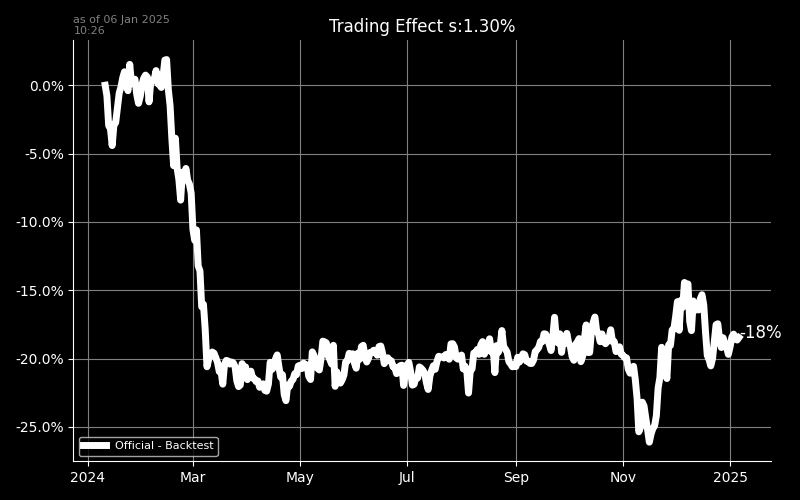 as of 06 Jan 2025
10:26
Trading Effect s:1.30%
0.0%
-5.0%
-10.0%
-15.0%
-18%
-20.0%
-25.0%
Official - Backtest
2024 Mar May Jul Sep Nov 2025